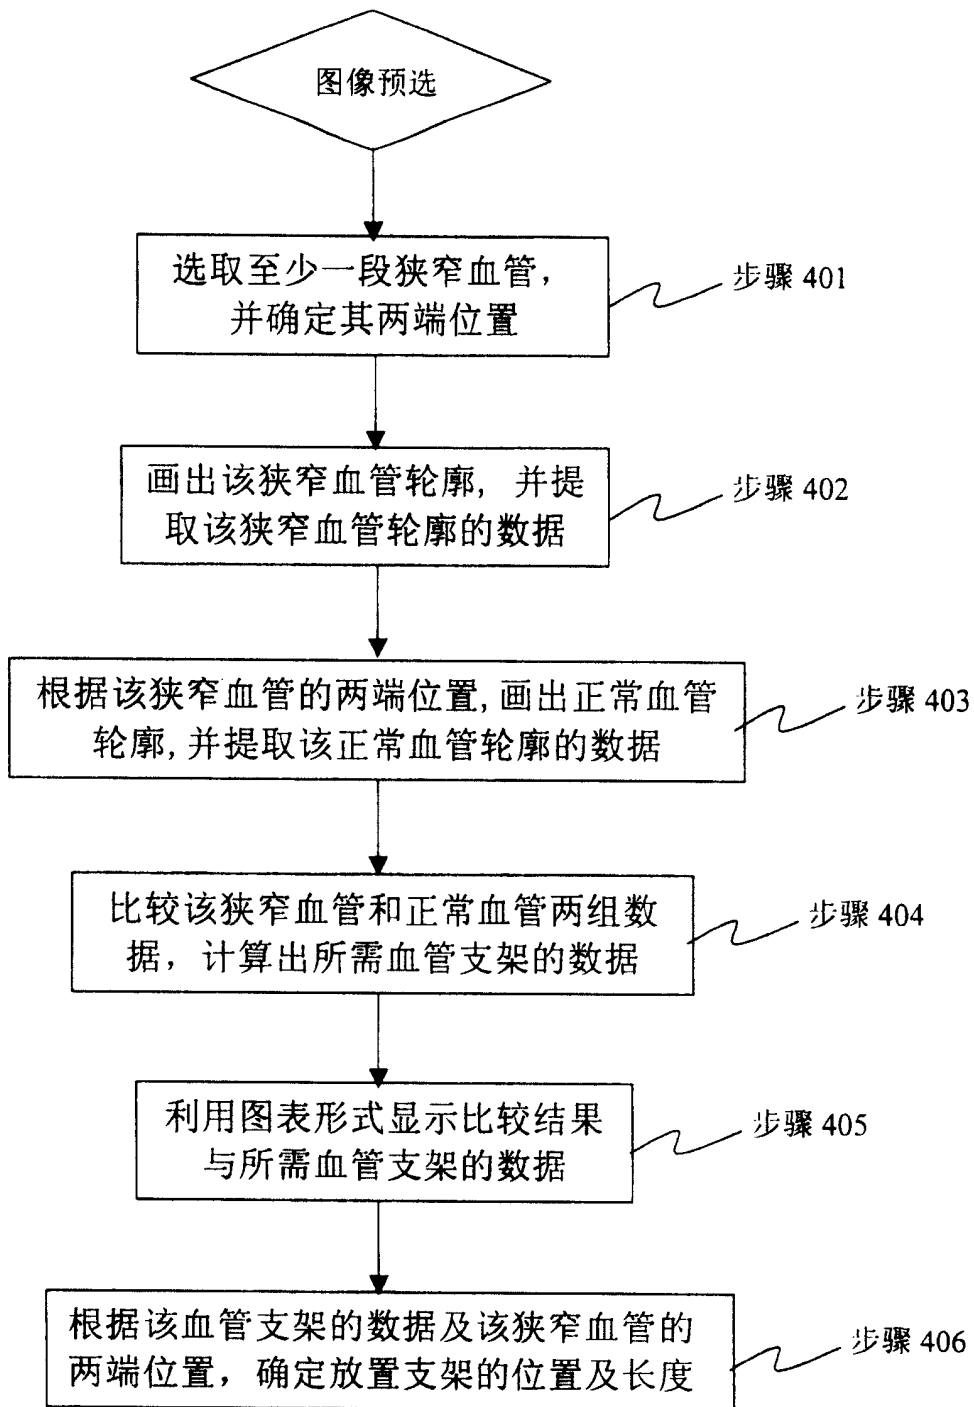 图像预选
选取至少一段狭窄血管，
并确定其两端位置
步骤 401
画出该狭窄血管轮廓, 并提
取该狭窄血管轮廓的数据
步骤 402
根据该狭窄血管的两端位置,画出正常血管
轮廓,并提取该正常血管轮廓的数据
步骤 403
比较该狭窄血管和正常血管两组数
据，计算出所需血管支架的数据
步骤 404
利用图表形式显示比较结果
与所需血管支架的数据
步骤 405
根据该血管支架的数据及该狭窄血管的
两端位置，确定放置支架的位置及长度
步骤 406